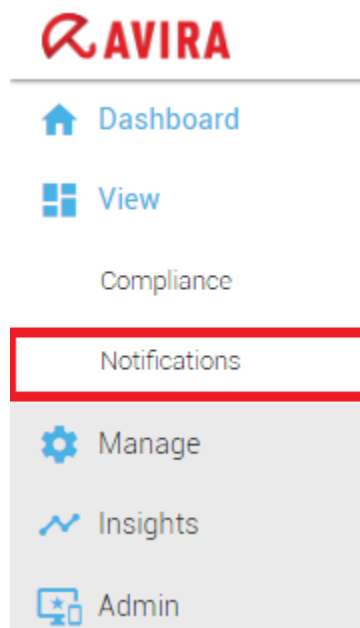 AVIRA
Dashboard
View
Compliance
Notifications
Manage
Insights
Admin